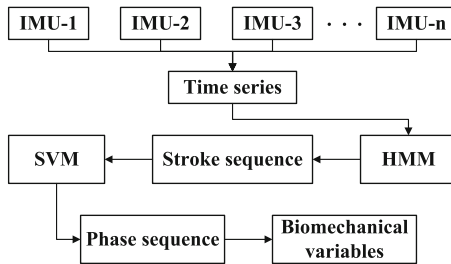 IMU-1 IMU-2 IMU-3 · · · IMU-n
Time series
SVM Stroke sequence HMM
Phase sequence Biomechanical
variables